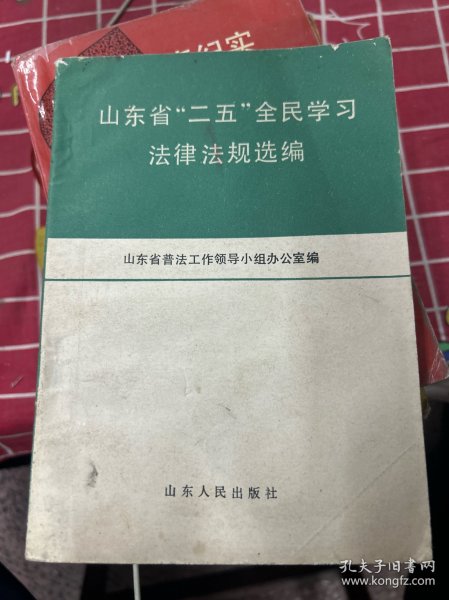 纪实
山东省“二五”全民学习
法律法规选编
山东省普法工作领导小组办公室编
山东人民出版社
孔夫子旧书网
www.kongfz.com